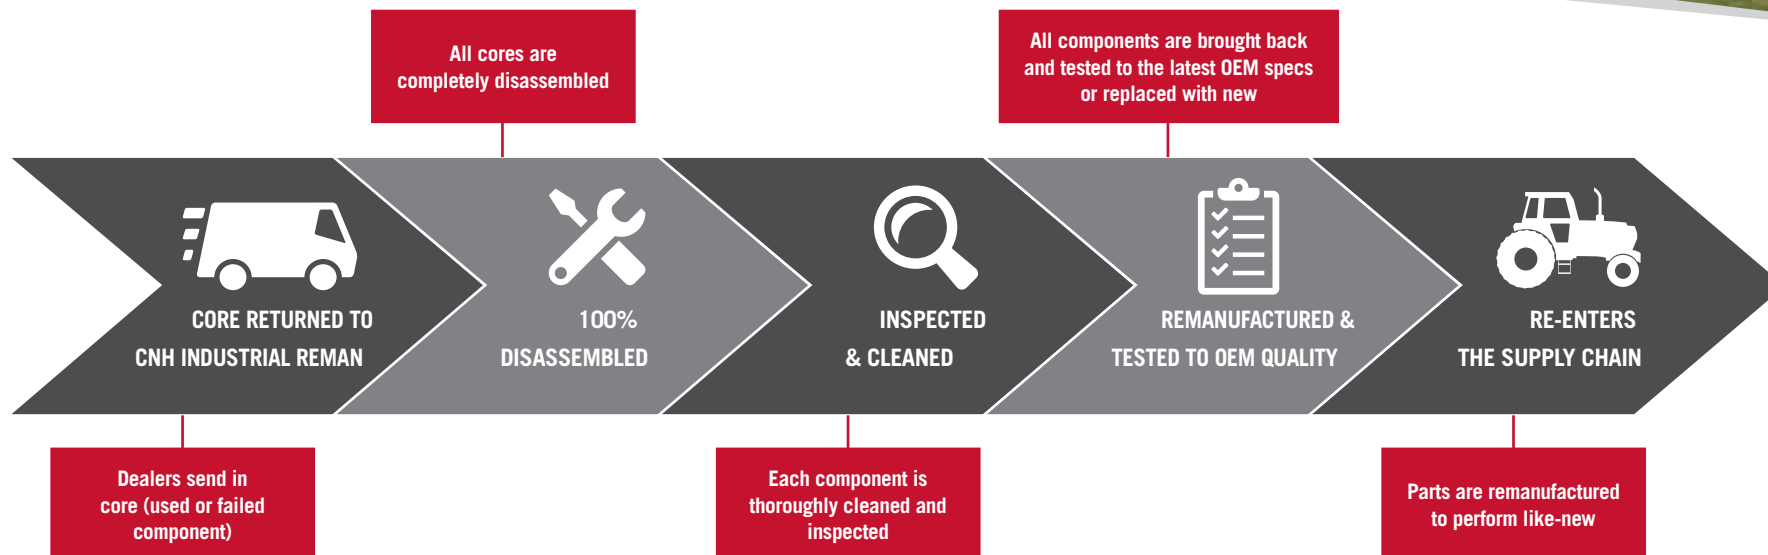 All cores are
completely disassembled
All components are brought back
and tested to the latest OEM specs
or replaced with new
CORE RETURNED TO
CNH INDUSTRIAL REMAN
100%
DISASSEMBLED
INSPECTED
& CLEANED
REMANUFACTURED &
TESTED TO OEM QUALITY
RE-ENTERS
THE SUPPLY CHAIN
Dealers send in
core (used or failed
component)
Each component is
thoroughly cleaned and
inspected
Parts are remanufactured
to perform like-new